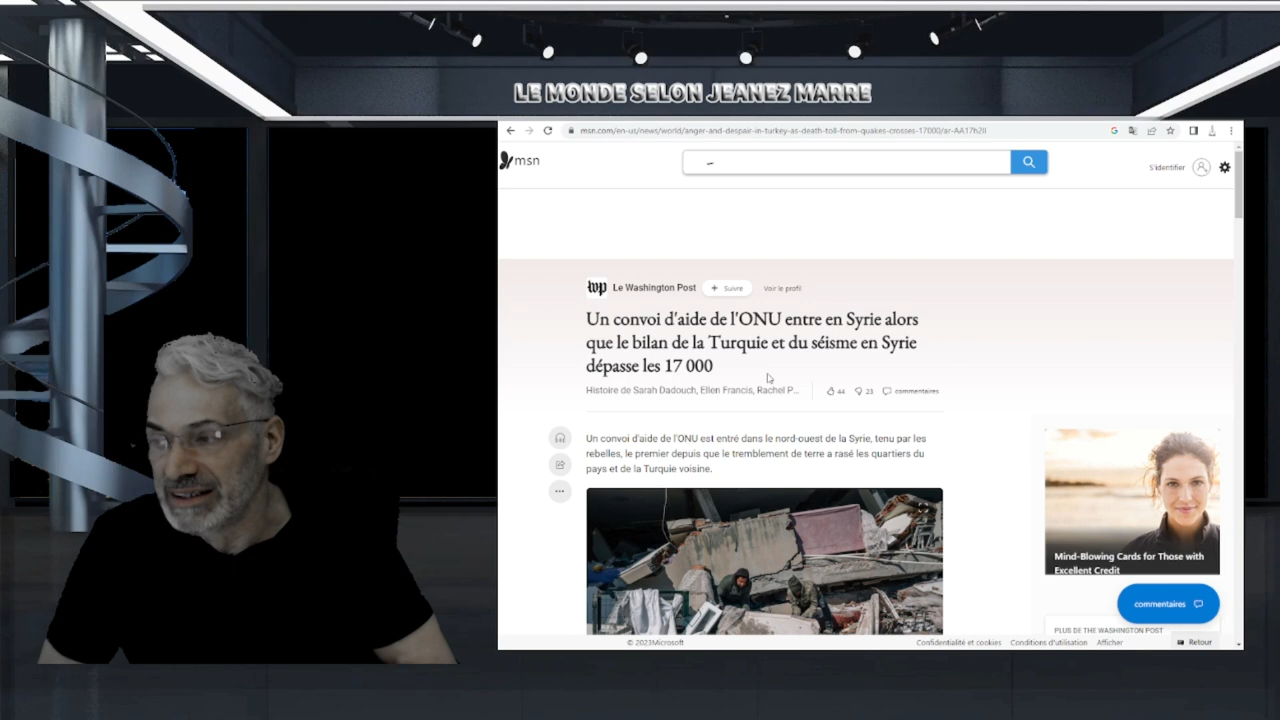 LE MONDE SELON JEANEZ MARRE
msn.com/en-us/news/world/anger-and-despair-in-turkey-as-death-toll-from-quakes-crosses-17000/ar-AA17h2II
msn
S'identifier
wp Le Washington Post + Suivre Voir le profil
Un convoi d'aide de l'ONU entre en Syrie alors
que le bilan de la Turquie et du séisme en Syrie
dépasse les 17 000
Histoire de Sarah Dadouch, Ellen Francis, Rachel P... 44 23 commentaires
Un convoi d'aide de l'ONU est entré dans le nord-ouest de la Syrie, tenu par les
rebelles, le premier depuis que le tremblement de terre a rasé les quartiers du
pays et de la Turquie voisine.
Mind-Blowing Cards for Those with
Excellent Credit
commentaires
PLUS DE THE WASHINGTON POST
© 2023Microsoft Confidentialité et cookies Conditions d'utilisation Afficher Retour